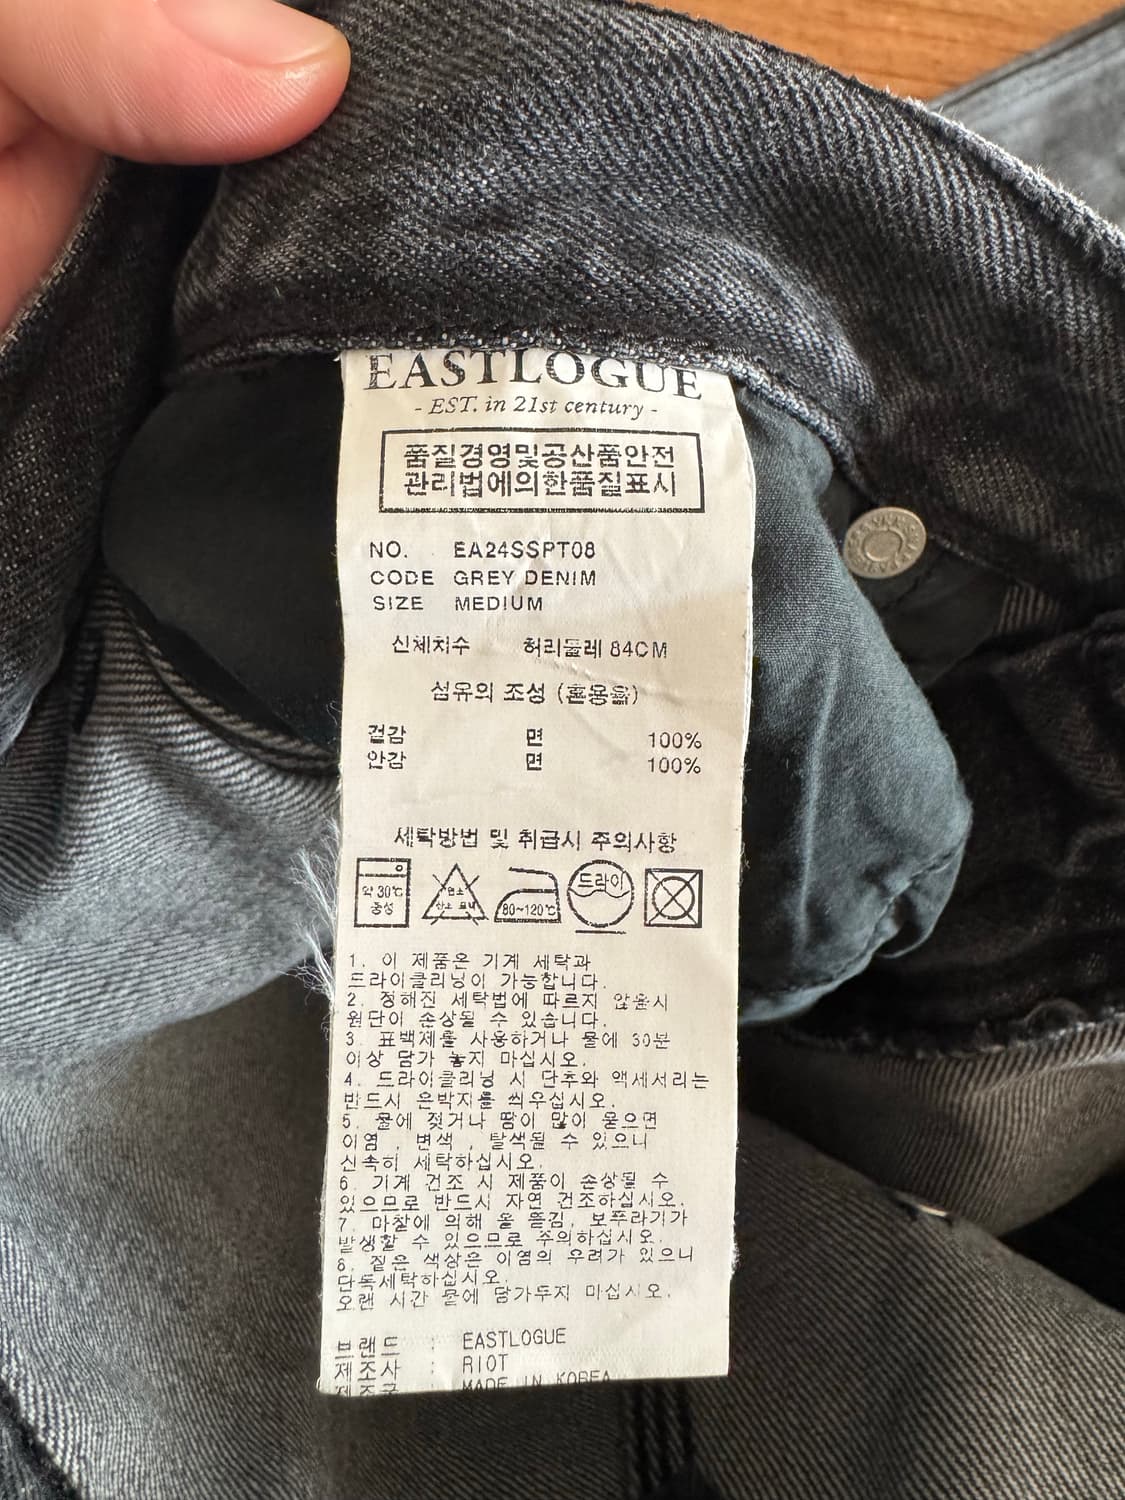 EASTLOGUE
- EST. in 21st century -
품질경영및공산품안전
관리법에의한품질표시
NO. EA24SSPT08
CODE GREY DENIM
SIZE MEDIUM
신체치수 허리둘레 84CM
섬유의 조성 (혼용율)
겉감 면 100%
안감 면 100%
세탁방법 및 취급시 주의사항
약 30℃
중성
염소
산소 표백
80~120℃
드라이
1. 이 제품은 기계 세탁과
드라이클리닝이 가능합니다.
2. 정해진 세탁법에 따르지 않을시
원단이 손상될 수 있습니다.
3. 표백제를 사용하거나 물에 30분
이상 담가 놓지 마십시오.
4. 드라이클리닝 시 단추와 액세서리는
반드시 은박지를 씌우십시오.
5. 물에 젖거나 땀이 많이 묻으면
이염 , 변색 , 탈색될 수 있으니
신속히 세탁하십시오.
6. 기계 건조 시 제품이 손상될 수
있으므로 반드시 자연 건조하십시오.
7. 마찰에 의해 올 뜯김, 보푸라기가
발생할 수 있으므로 주의하십시오.
8. 짙은 색상은 이염의 우려가 있으니
단독세탁하십시오.
오랜 시간 물에 담가두지 마십시오.
브랜드 : EASTLOGUE
제조사 : RIOT
제조국 : MADE IN KOREA